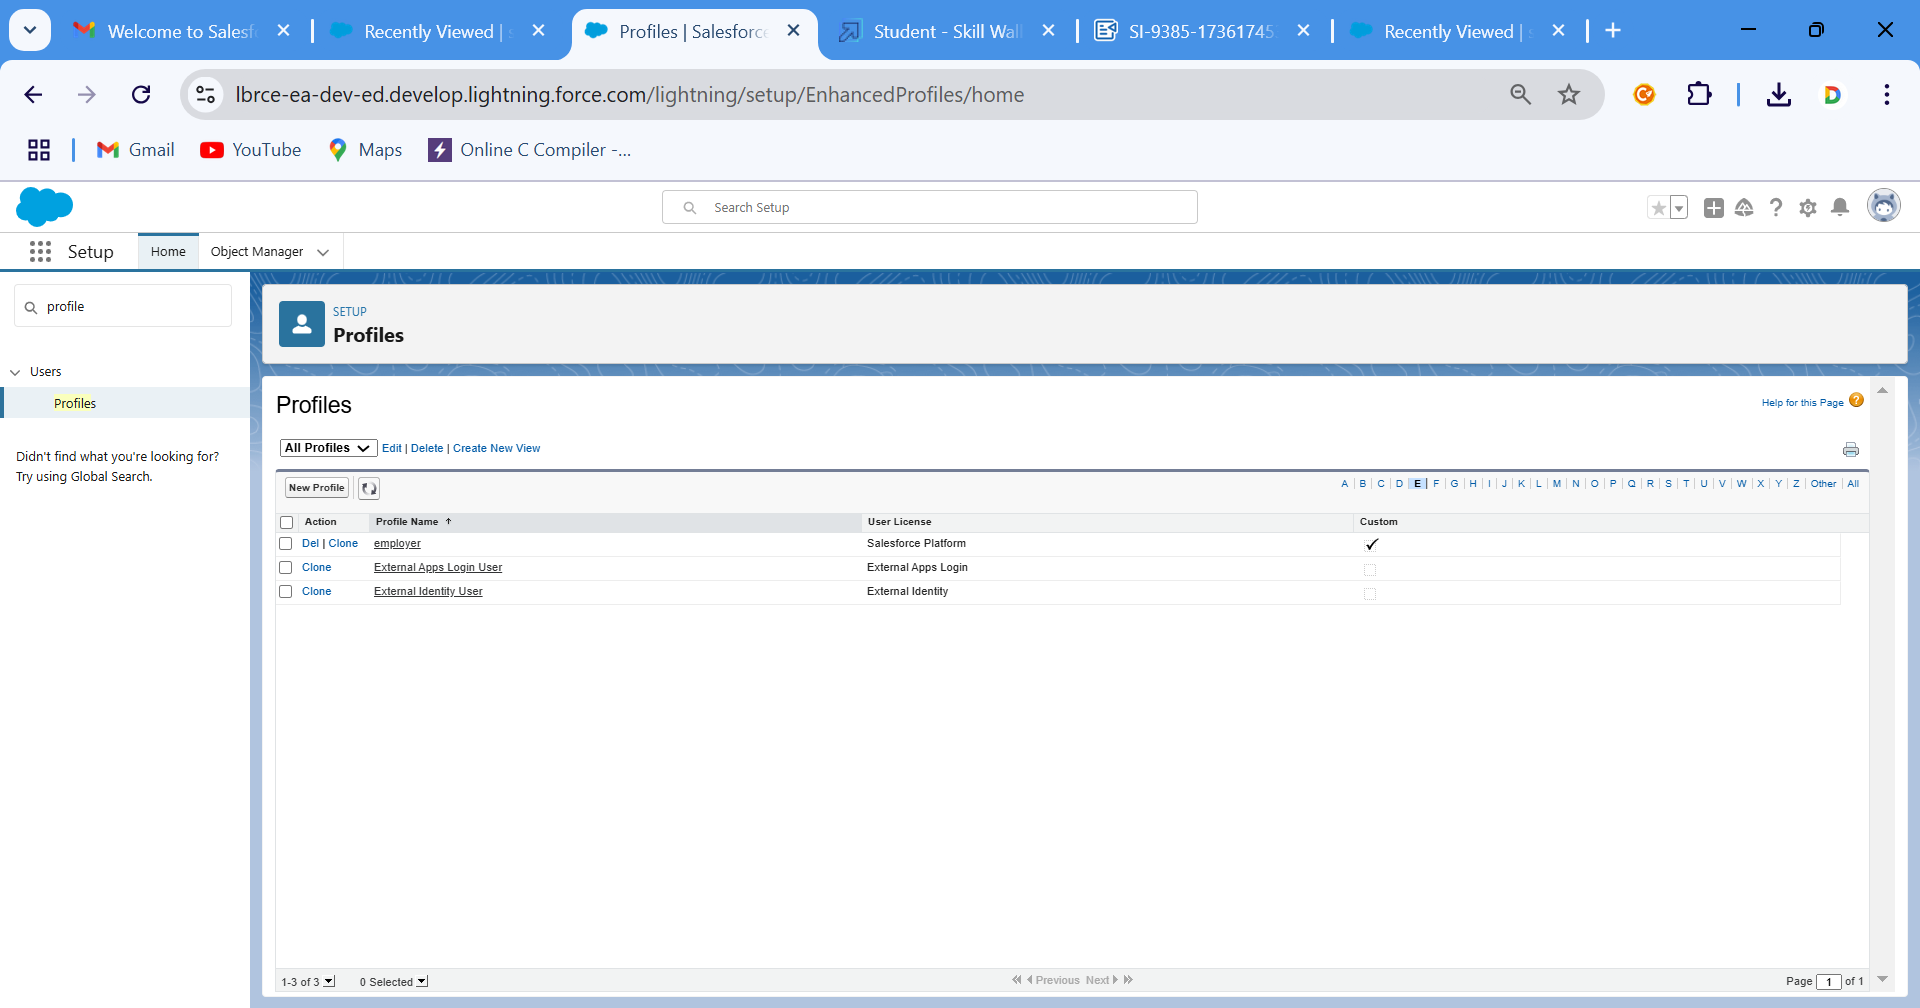 Welcome to Salesf
Recently Viewed |
Profiles | Salesforce
Student - Skill Wall
SI-9385-17361745
Recently Viewed |
lbrce-ea-dev-ed.develop.lightning.force.com/lightning/setup/EnhancedProfiles/home
Gmail
YouTube
Maps
Online C Compiler -...
Search Setup
Setup
Home
Object Manager
profile
Users
Profiles
Didn't find what you're looking for?
Try using Global Search.
SETUP
Profiles
Profiles
Help for this Page ?
All Profiles
Edit | Delete | Create New View
New Profile
A | B | C | D | E | F | G | H | I | J | K | L | M | N | O | P | Q | R | S | T | U | V | W | X | Y | Z | Other | All
Action Profile Name ↑ User License Custom
Del | Clone employer Salesforce Platform
Clone External Apps Login User External Apps Login
Clone External Identity User External Identity
1-3 of 3 0 Selected Previous Next Page 1 of 1